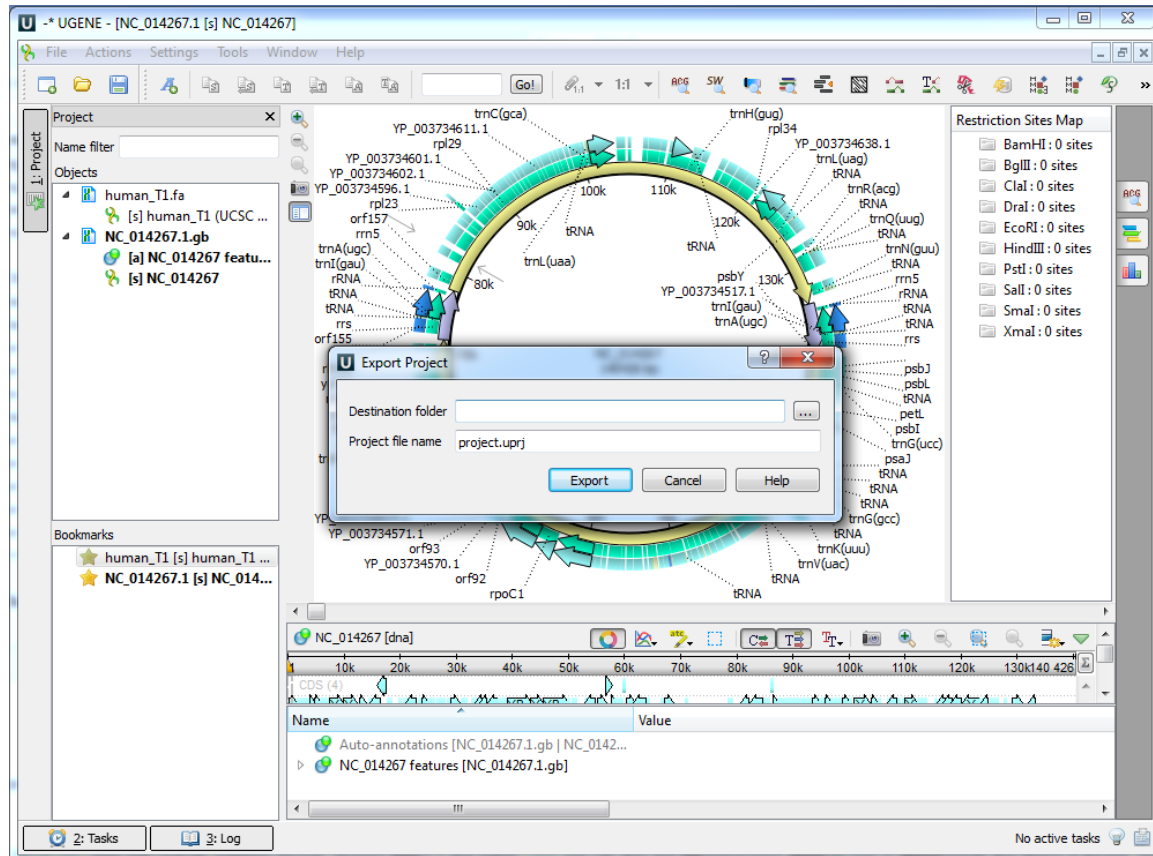 -* UGENE - [NC_014267.1 [s] NC_014267]
File Actions Settings Tools Window Help
Go! 1:1 ACG SW
1: Project
Project
Name filter
Objects
human_T1.fa
[s] human_T1 (UCSC ...
NC_014267.1.gb
[a] NC_014267 featu...
[s] NC_014267
Bookmarks
human_T1 [s] human_T1 ...
NC_014267.1 [s] NC_014...
trnC(gca)
YP_003734611.1
rpl29
YP_003734601.1
YP_003734602.1
YP_003734596.1
rpl23
orf157
rrn5
trnA(ugc)
trnI(gau)
rRNA
tRNA
tRNA
rrs
orf155
trnH(gug)
rpl34
YP_003734638.1
trnL(uag)
tRNA
trnR(acg)
tRNA
trnQ(uug)
tRNA
trnN(guu)
tRNA
rrn5
rRNA
tRNA
tRNA
rrs
psbJ
psbL
tRNA
petL
psbI
trnG(ucc)
psaJ
tRNA
tRNA
tRNA
trnG(gcc)
tRNA
trnK(uuu)
trnV(uac)
tRNA
tRNA
80k
90k
100k
110k
120k
130k
tRNA
trnL(uaa)
tRNA
psbY
YP_003734517.1
trnI(gau)
trnA(ugc)
YP_003734571.1
orf93
YP_003734570.1
orf92
rpoC1
Export Project
Destination folder ...
Project file name project.uprj
Export Cancel Help
Restriction Sites Map
BamHI : 0 sites
BglII : 0 sites
ClaI : 0 sites
DraI : 0 sites
EcoRI : 0 sites
HindIII : 0 sites
PstI : 0 sites
SalI : 0 sites
SmaI : 0 sites
XmaI : 0 sites
ACG
NC_014267 [dna]
1 10k 20k 30k 40k 50k 60k 70k 80k 90k 100k 110k 120k 130k 140 426
CDS (4)
Name Value
Auto-annotations [NC_014267.1.gb | NC_0142...
NC_014267 features [NC_014267.1.gb]
2: Tasks 3: Log No active tasks